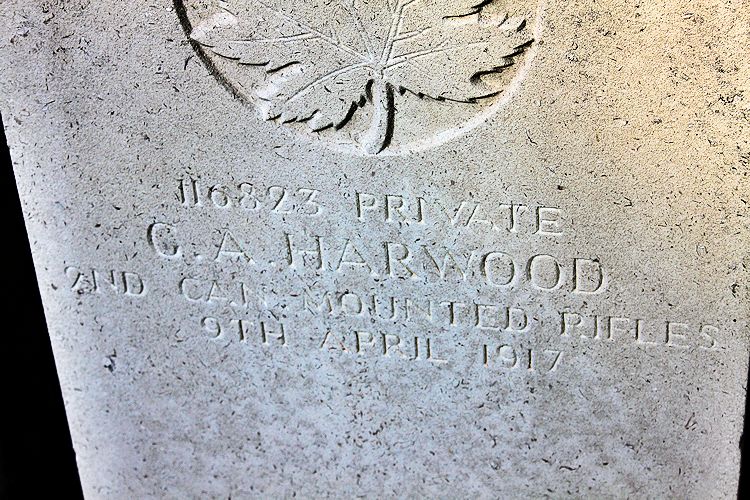 116823 PRIVATE
G.A. HARWOOD
2ND CAN. MOUNTED RIFLES
9TH APRIL 1917